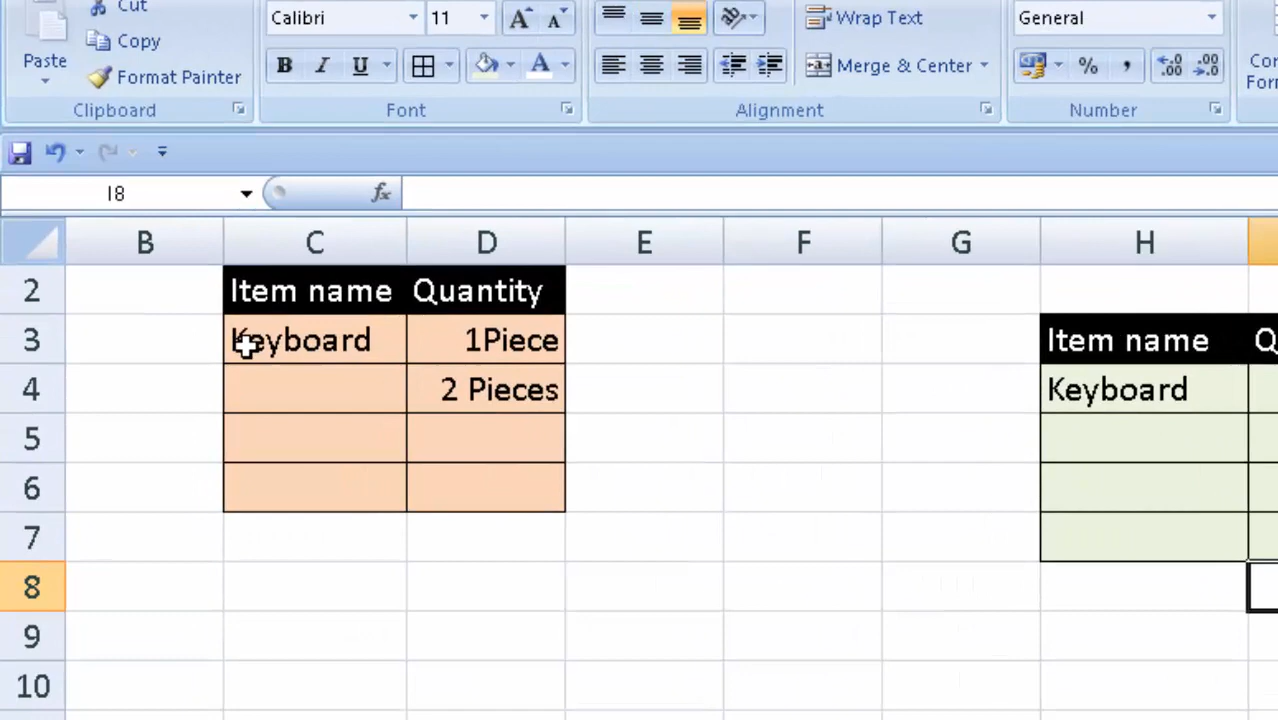 Cut
Calibri 11 A A Wrap Text General
Paste Copy
Format Painter B I U A Merge & Center % ,
Clipboard Font Alignment Number
I8 fx
B C D E F G H
2 Item name Quantity
3 Keyboard 1Piece Item name
4 2 Pieces Keyboard
5
6
7
8
9
10